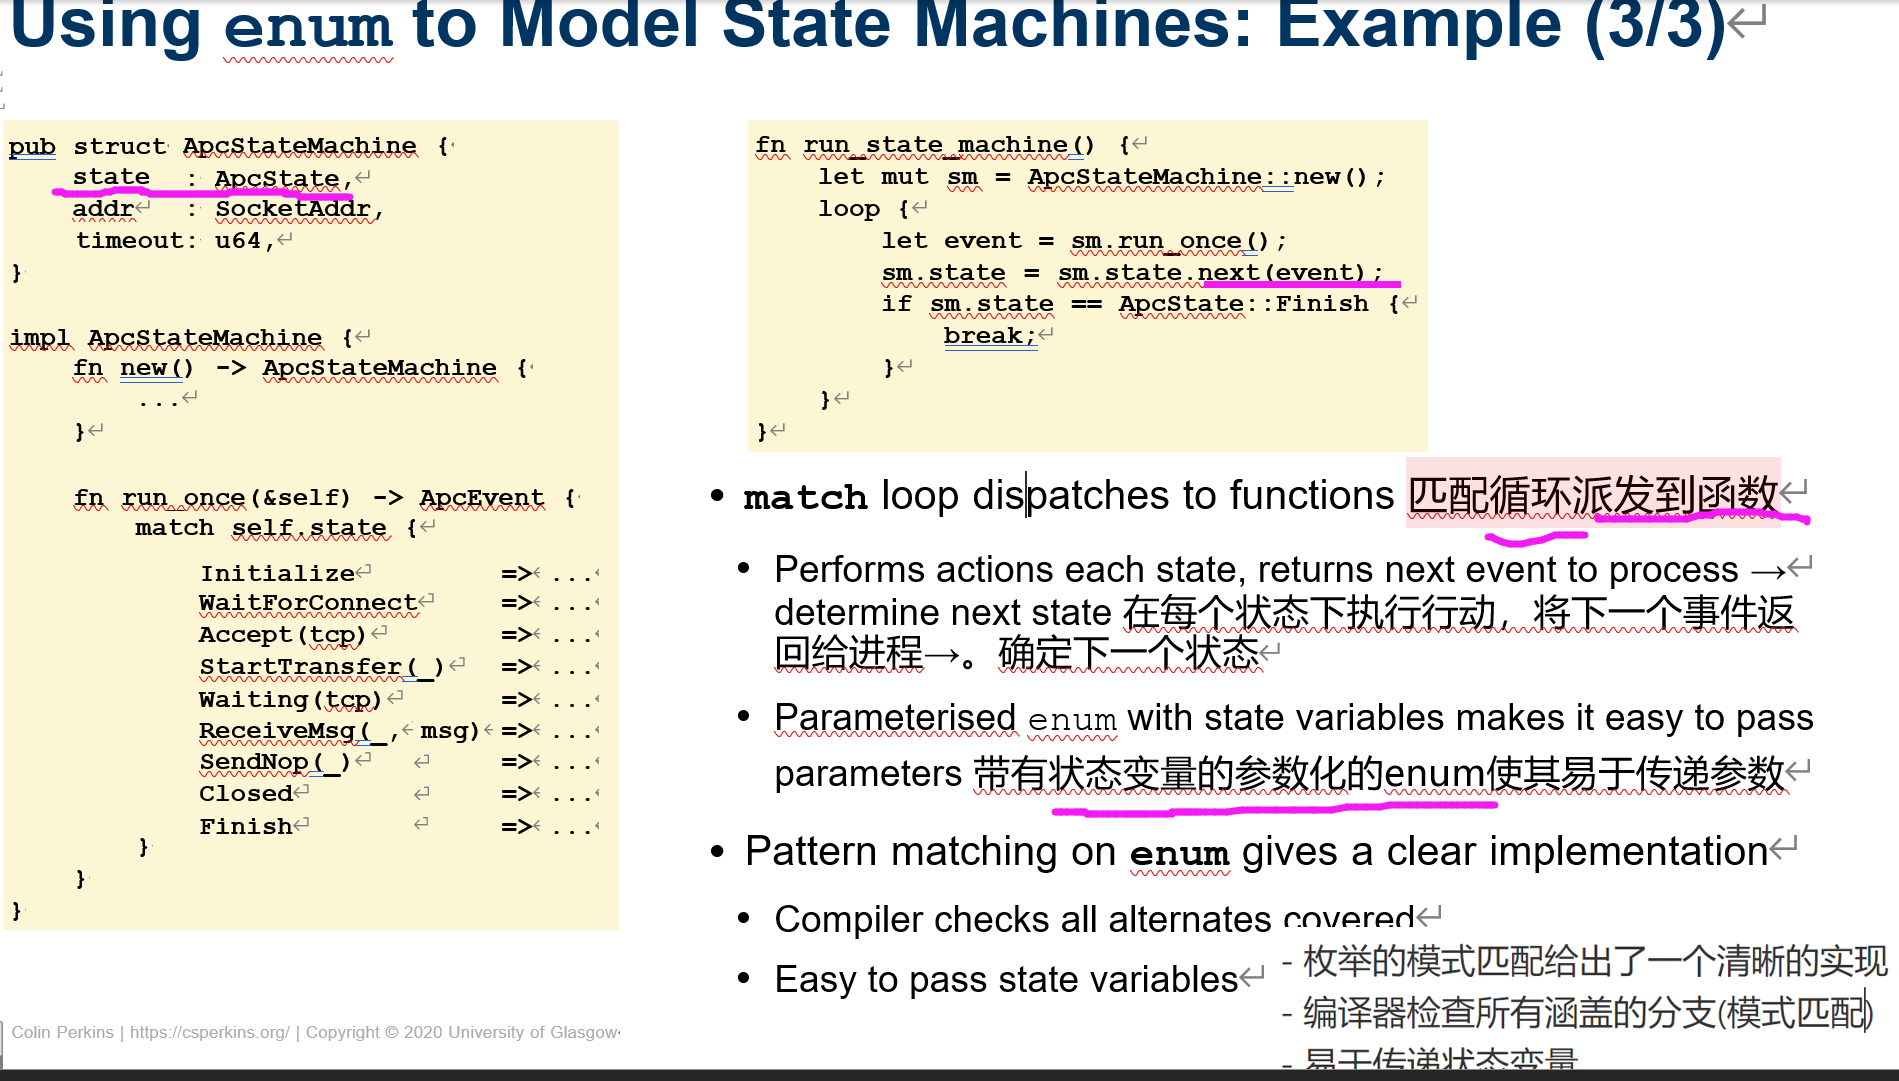 Using enum to Model State Machines: Example (3/3)
pub struct ApcStateMachine {
state : ApcState,
addr : SocketAddr,
timeout: u64,
}
impl ApcStateMachine {
fn new() -> ApcStateMachine {
...
}
fn run_once(&self) -> ApcEvent {
match self.state {
Initialize => ...
WaitForConnect => ...
Accept(tcp) => ...
StartTransfer(_) => ...
Waiting(tcp) => ...
ReceiveMsg(_, msg) => ...
SendNop(_) => ...
Closed => ...
Finish => ...
}
}
}
fn run_state_machine() {
let mut sm = ApcStateMachine::new();
loop {
let event = sm.run_once();
sm.state = sm.state.next(event);
if sm.state == ApcState::Finish {
break;
}
}
}
• match loop dispatches to functions 匹配循环派发到函数
• Performs actions each state, returns next event to process →
determine next state 在每个状态下执行行动，将下一个事件返
回给进程→。确定下一个状态
• Parameterised enum with state variables makes it easy to pass
parameters 带有状态变量的参数化的enum使其易于传递参数
• Pattern matching on enum gives a clear implementation
• Compiler checks all alternates covered
• Easy to pass state variables
- 枚举的模式匹配给出了一个清晰的实现
- 编译器检查所有涵盖的分支(模式匹配)
- 易于传递状态变量
Colin Perkins | https://csperkins.org/ | Copyright © 2020 University of Glasgow